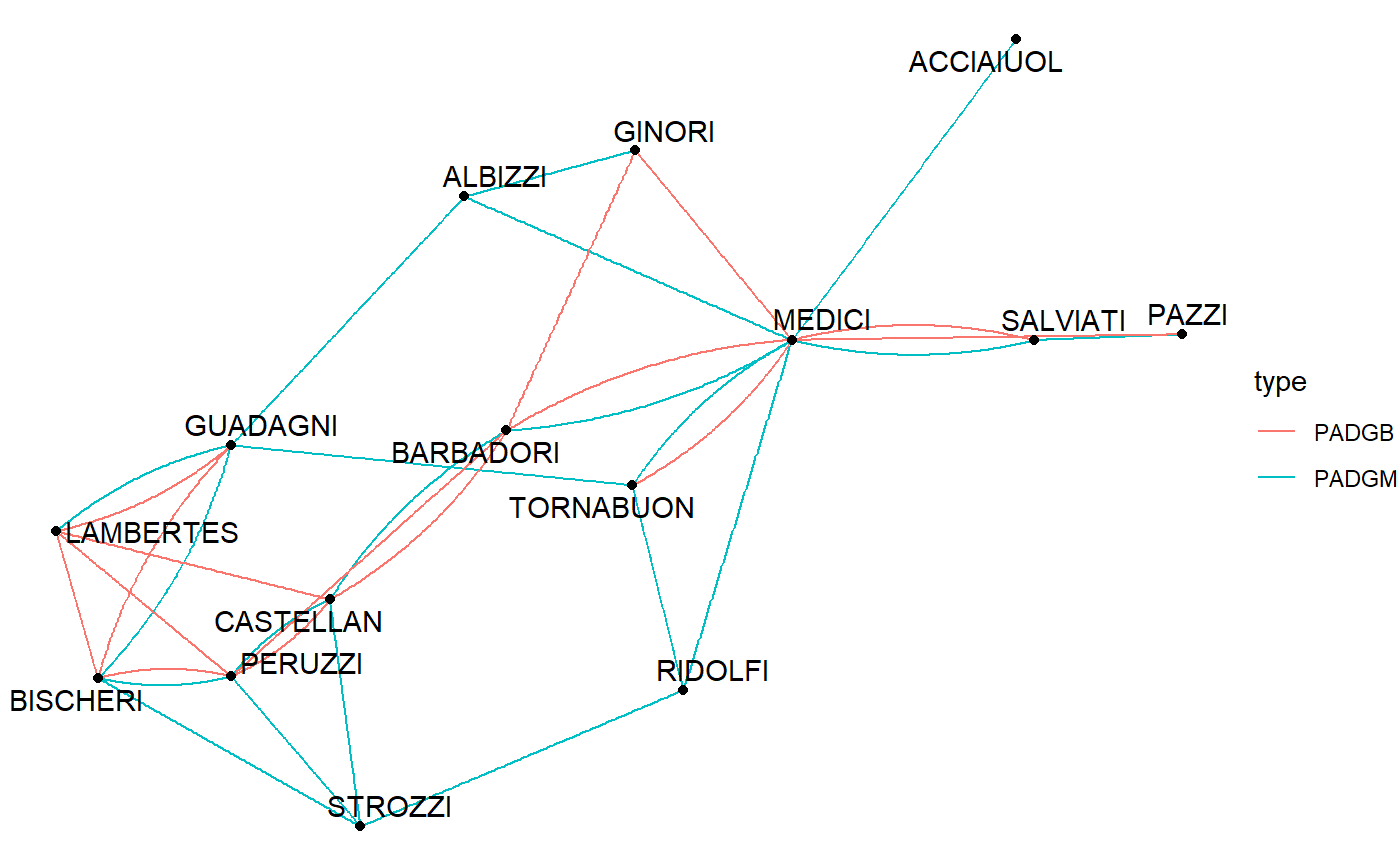 ACCIAIUOL
GINORI
ALBIZZI
MEDICI
SALVIATI
PAZZI
type
PADGB
PADGM
GUADAGNI
BARBADORI
TORNABUON
LAMBERTES
CASTELLAN
PERUZZI
RIDOLFI
BISCHERI
STROZZI